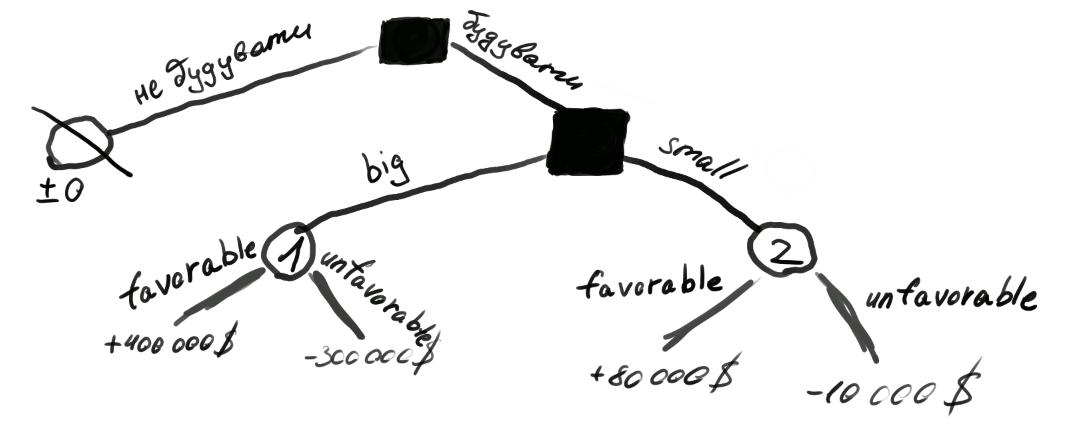 не будувати
будувати
±0
big
small
1
2
favorable
unfavorable
favorable
unfavorable
+400 000$
-300 000$
+80 000$
-10 000$